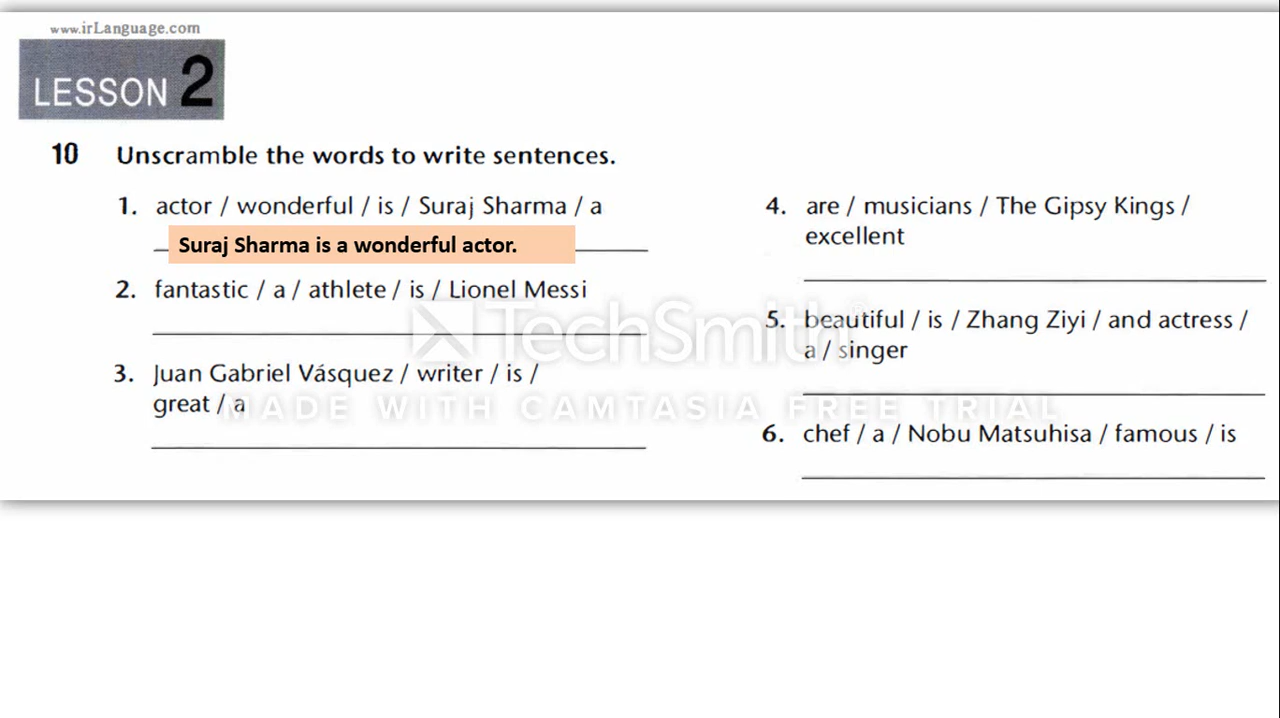 www.irLanguage.com
LESSON 2
10 Unscramble the words to write sentences.
1. actor / wonderful / is / Suraj Sharma / a
Suraj Sharma is a wonderful actor.
2. fantastic / a / athlete / is / Lionel Messi
3. Juan Gabriel Vásquez / writer / is /
great / a
4. are / musicians / The Gipsy Kings /
excellent
5. beautiful / is / Zhang Ziyi / and actress /
a / singer
6. chef / a / Nobu Matsuhisa / famous / is
TechSmith®
MADE WITH CAMTASIA FREE TRIAL